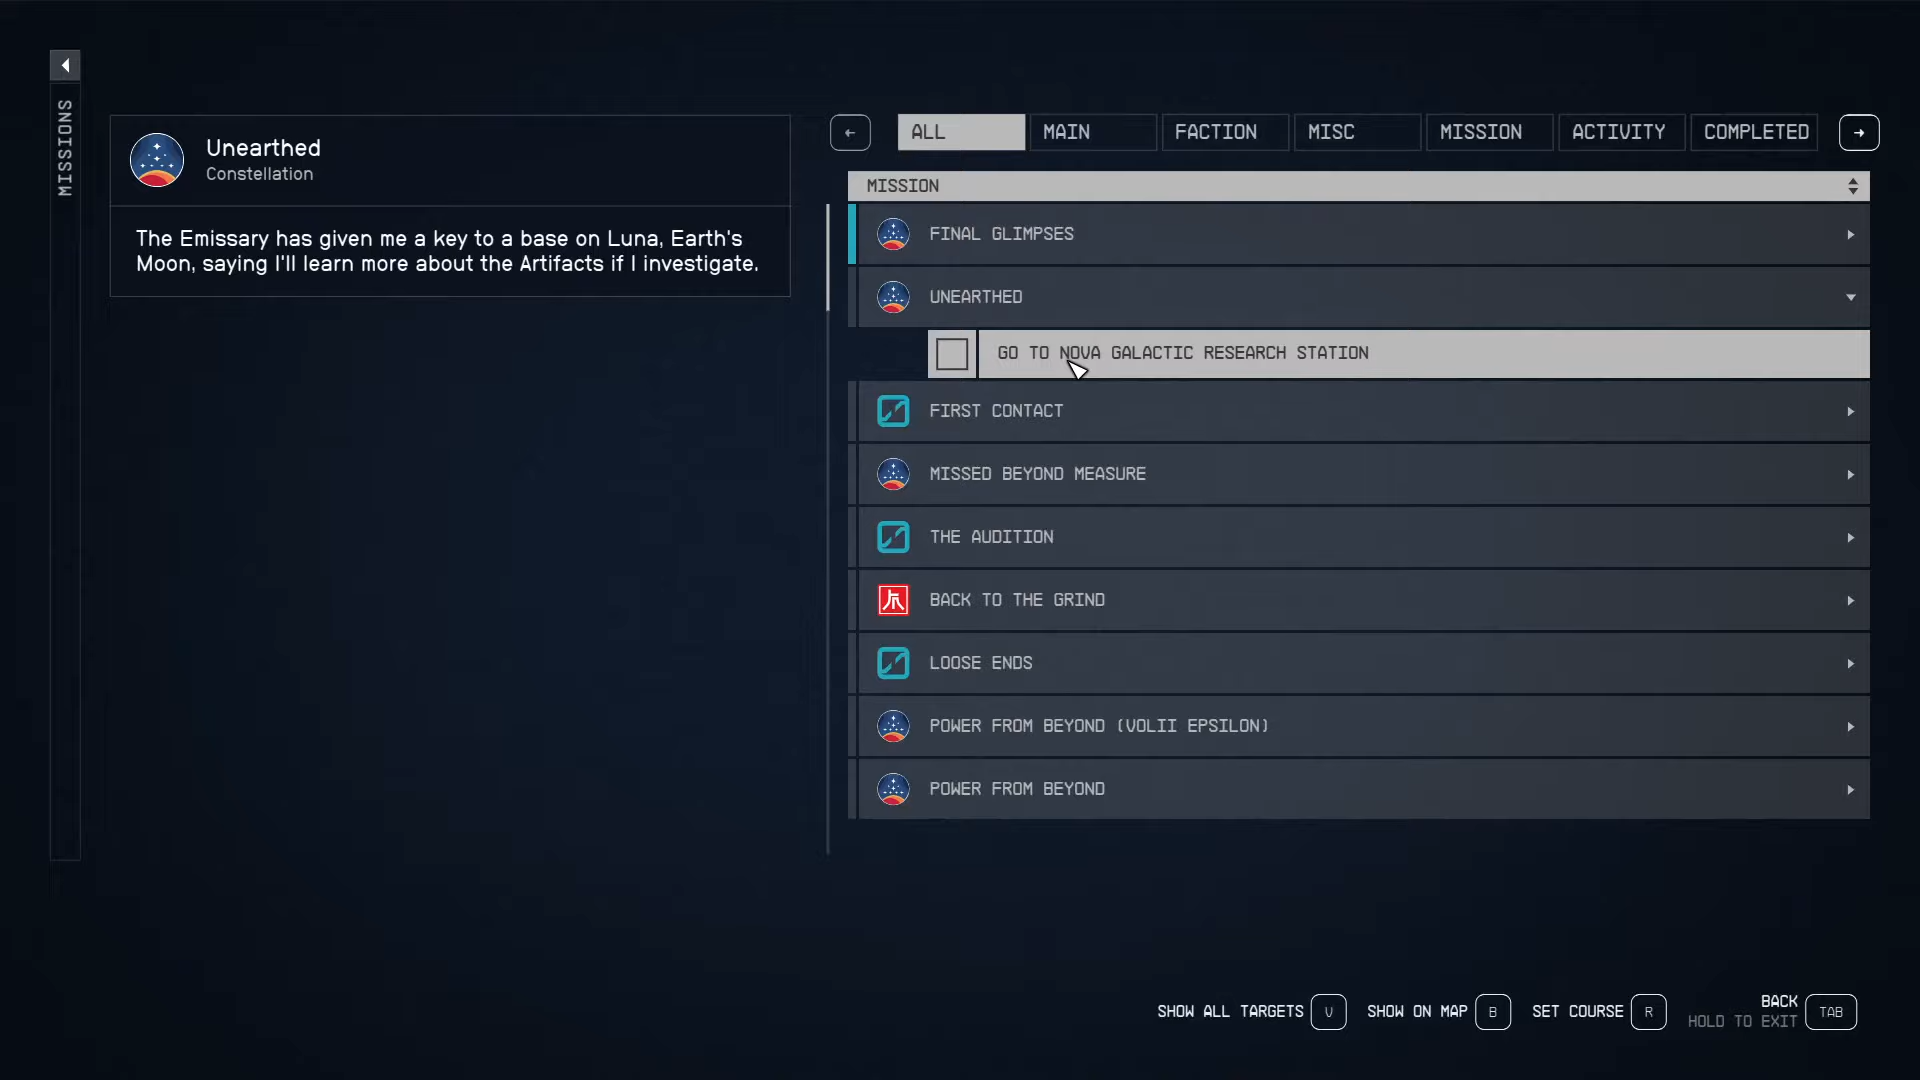 MISSIONS
Unearthed
Constellation
The Emissary has given me a key to a base on Luna, Earth's
Moon, saying I'll learn more about the Artifacts if I investigate.
ALL MAIN FACTION MISC MISSION ACTIVITY COMPLETED
MISSION
FINAL GLIMPSES
UNEARTHED
GO TO NOVA GALACTIC RESEARCH STATION
FIRST CONTACT
MISSED BEYOND MEASURE
THE AUDITION
BACK TO THE GRIND
LOOSE ENDS
POWER FROM BEYOND (VOLII EPSILON)
POWER FROM BEYOND
SHOW ALL TARGETS V SHOW ON MAP B SET COURSE R BACK TAB
HOLD TO EXIT